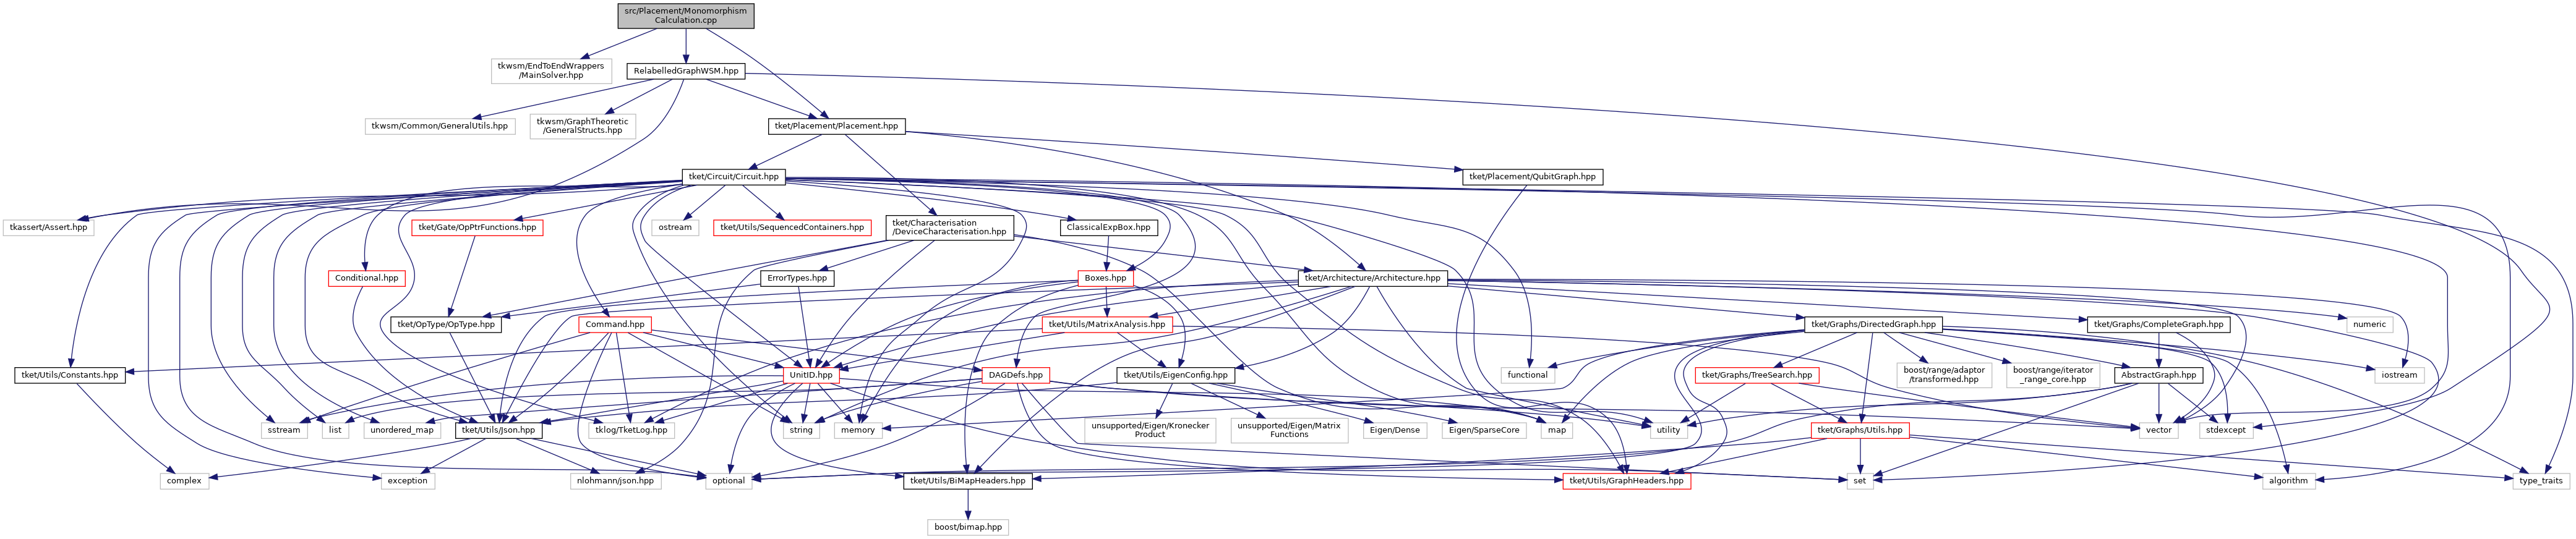 src/Placement/Monomorphism
Calculation.cpp
tkwsm/EndToEndWrappers
/MainSolver.hpp
RelabelledGraphWSM.hpp
tkwsm/Common/GeneralUtils.hpp
tkwsm/GraphTheoretic
/GeneralStructs.hpp
tket/Placement/Placement.hpp
tket/Circuit/Circuit.hpp
tket/Placement/QubitGraph.hpp
tkassert/Assert.hpp
tket/Gate/OpPtrFunctions.hpp
ostream
tket/Utils/SequencedContainers.hpp
tket/Characterisation
/DeviceCharacterisation.hpp
ClassicalExpBox.hpp
Conditional.hpp
ErrorTypes.hpp
Boxes.hpp
tket/Architecture/Architecture.hpp
tket/OpType/OpType.hpp
Command.hpp
tket/Utils/MatrixAnalysis.hpp
tket/Graphs/DirectedGraph.hpp
tket/Graphs/CompleteGraph.hpp
numeric
tket/Utils/Constants.hpp
UnitID.hpp
DAGDefs.hpp
tket/Utils/EigenConfig.hpp
functional
tket/Graphs/TreeSearch.hpp
boost/range/adaptor
/transformed.hpp
boost/range/iterator
_range_core.hpp
AbstractGraph.hpp
iostream
sstream
list
unordered_map
tket/Utils/Json.hpp
tklog/TketLog.hpp
string
memory
unsupported/Eigen/Kronecker
Product
unsupported/Eigen/Matrix
Functions
Eigen/Dense
Eigen/SparseCore
map
utility
tket/Graphs/Utils.hpp
vector
stdexcept
complex
exception
nlohmann/json.hpp
optional
tket/Utils/BiMapHeaders.hpp
tket/Utils/GraphHeaders.hpp
set
algorithm
type_traits
boost/bimap.hpp